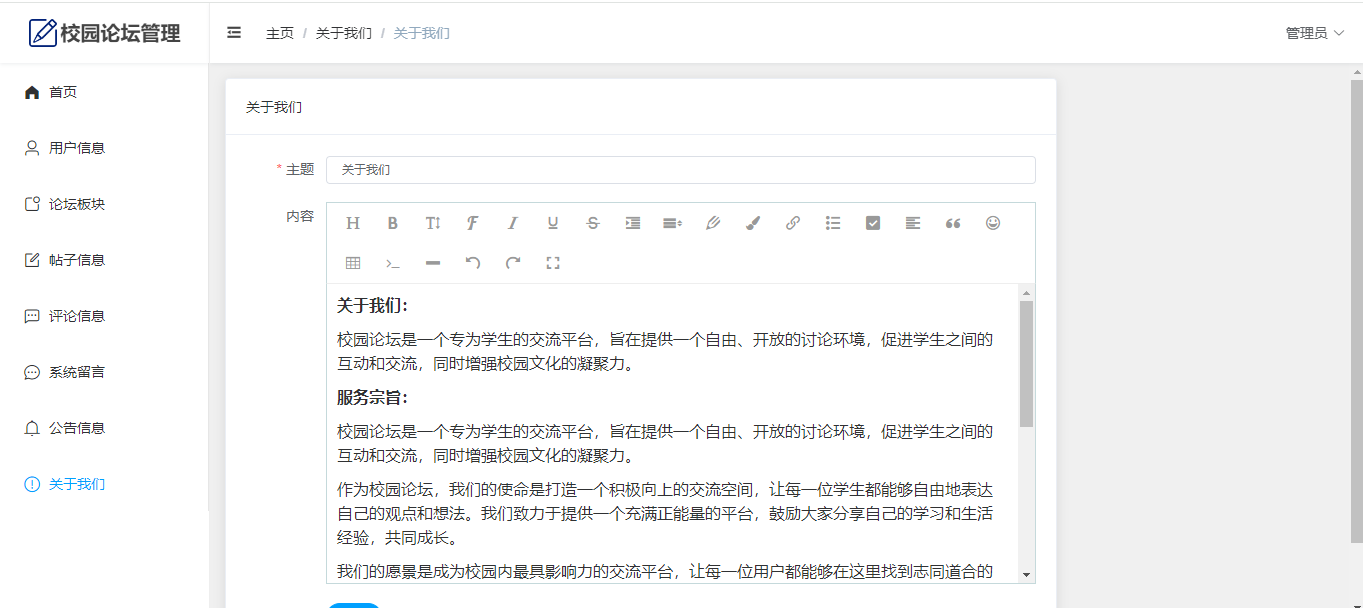 校园论坛管理
主页 / 关于我们 / 关于我们
管理员
首页
用户信息
论坛板块
帖子信息
评论信息
系统留言
公告信息
关于我们
关于我们
* 主题
关于我们
内容
关于我们：
校园论坛是一个专为学生的交流平台，旨在提供一个自由、开放的讨论环境，促进学生之间的
互动和交流，同时增强校园文化的凝聚力。
服务宗旨：
校园论坛是一个专为学生的交流平台，旨在提供一个自由、开放的讨论环境，促进学生之间的
互动和交流，同时增强校园文化的凝聚力。
作为校园论坛，我们的使命是打造一个积极向上的交流空间，让每一位学生都能够自由地表达
自己的观点和想法。我们致力于提供一个充满正能量的平台，鼓励大家分享自己的学习和生活
经验，共同成长。
我们的愿景是成为校园内最具影响力的交流平台，让每一位用户都能够在这里找到志同道合的